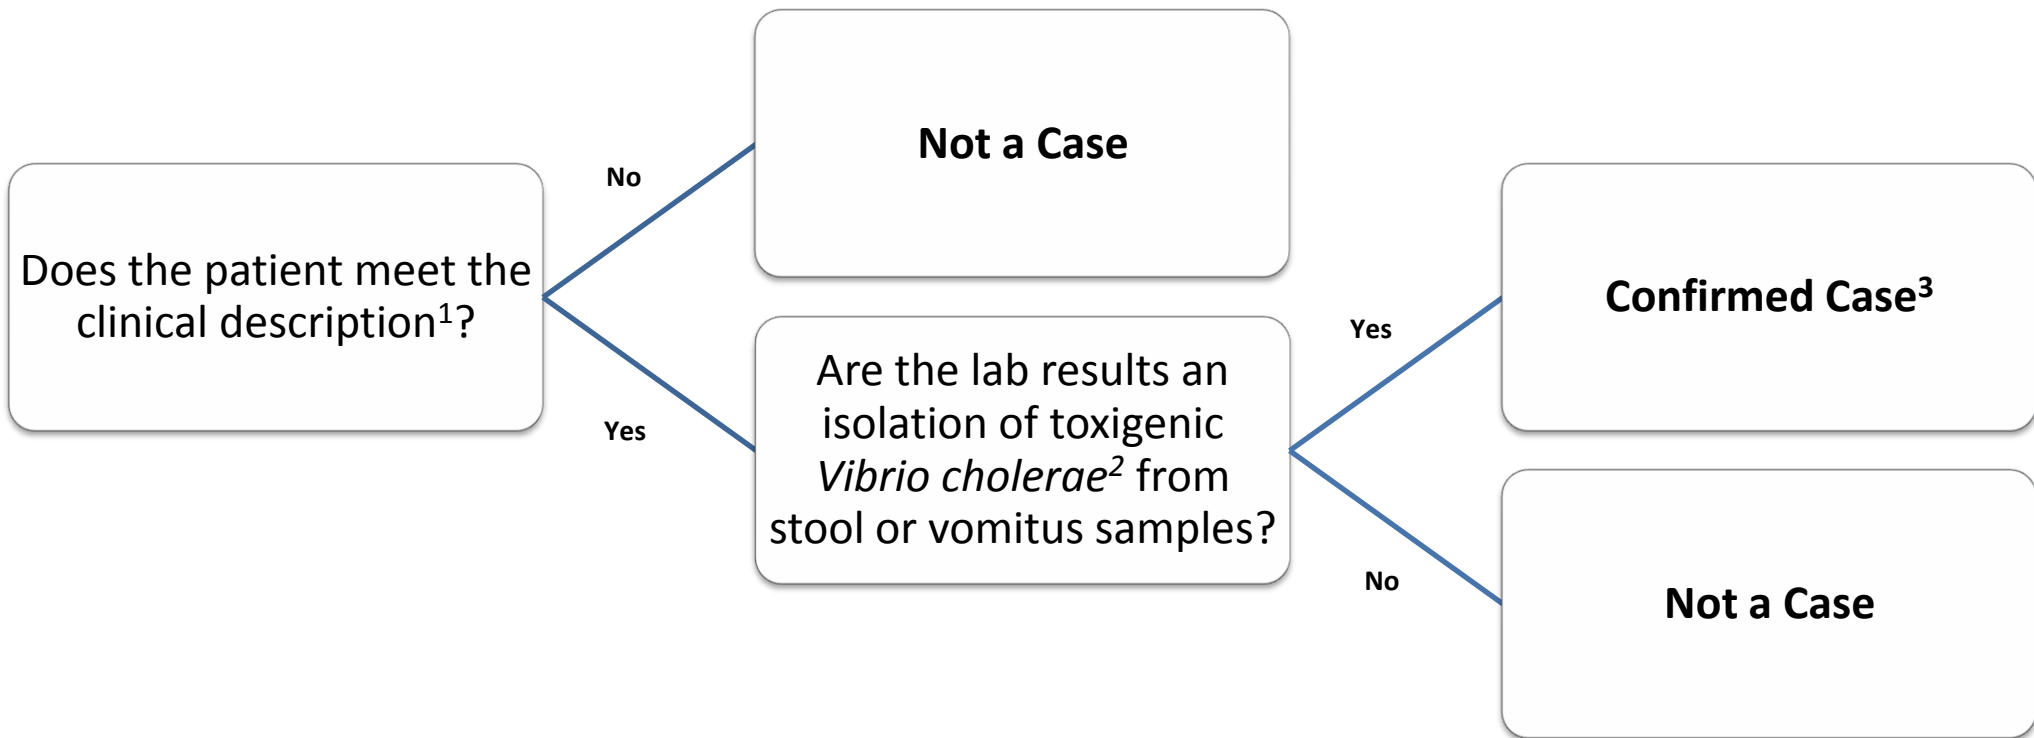 Does the patient meet the
clinical description¹?
No
Yes
Not a Case
Are the lab results an
isolation of toxigenic
Vibrio cholerae² from
stool or vomitus samples?
Yes
No
Confirmed Case³
Not a Case